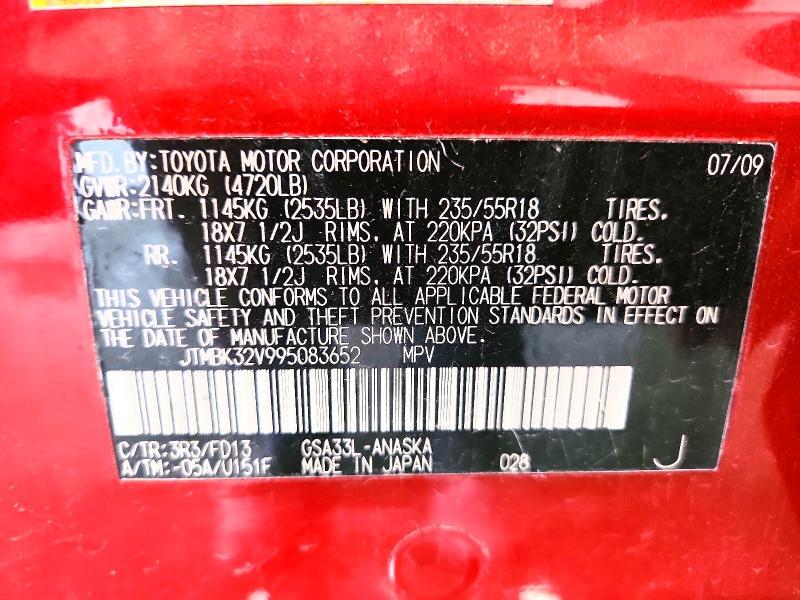 MFD. BY: TOYOTA MOTOR CORPORATION 07/09
GVWR: 2140KG (4720LB)
GAWR: FRT. 1145KG (2535LB) WITH 235/55R18 TIRES.
18X7 1/2J RIMS, AT 220KPA (32PSI) COLD.
RR. 1145KG (2535LB) WITH 235/55R18 TIRES.
18X7 1/2J RIMS, AT 220KPA (32PSI) COLD.
THIS VEHICLE CONFORMS TO ALL APPLICABLE FEDERAL MOTOR
VEHICLE SAFETY AND THEFT PREVENTION STANDARDS IN EFFECT ON
THE DATE OF MANUFACTURE SHOWN ABOVE.
JTMBK32V995083652 MPV
C/TR: 3R3/FD13 GSA33L-ANASKA
A/TM: -05A/U151F MADE IN JAPAN 028 J